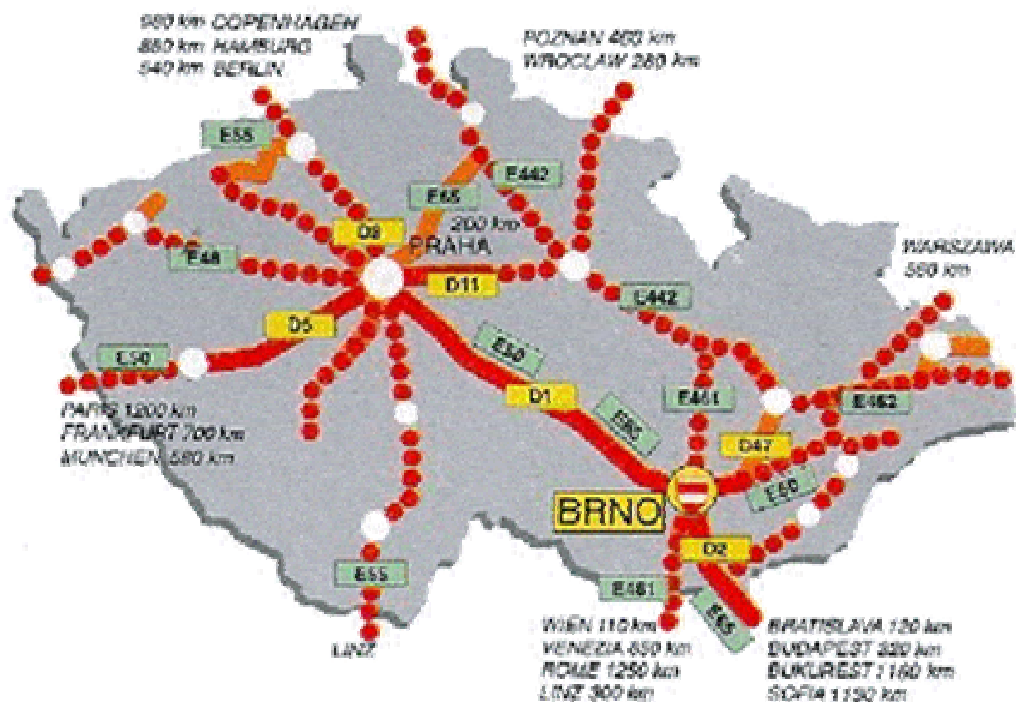 980 km COPENHAGEN
880 km HAMBURG
540 km BERLIN
POZNAN 460 km
WROCLAW 280 km
E55
E442
E65
200 km
D8
PRAHA
WARSZAWA
560 km
E48
D11
E442
D5
E50
E50
D1
E461
E462
PARIS 1200 km
FRANKFURT 700 km
MUNCHEN 580 km
E65
D47
E50
BRNO
D2
E55
E461
E65
LINZ
WIEN 110 km
VENEZIA 650 km
ROME 1250 km
LINZ 300 km
BRATISLAVA 120 km
BUDAPEST 320 km
BUKUREST 1160 km
SOFIA 1130 km